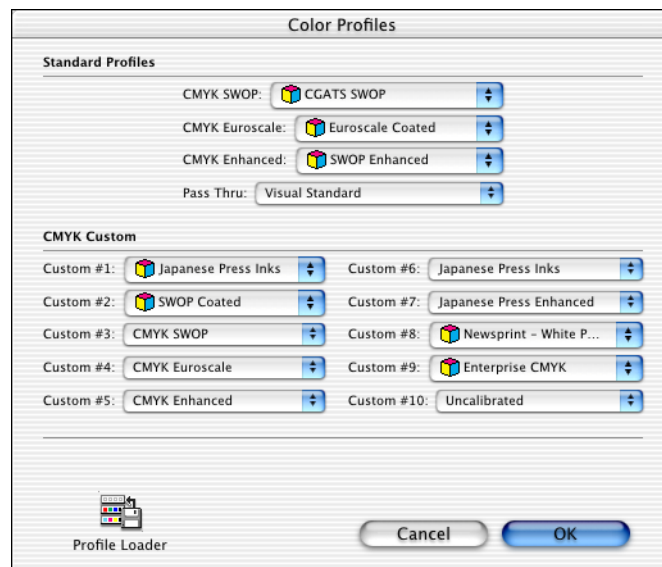 Color Profiles
Standard Profiles
CMYK SWOP: CGATS SWOP
CMYK Euroscale: Euroscale Coated
CMYK Enhanced: SWOP Enhanced
Pass Thru: Visual Standard
CMYK Custom
Custom #1: Japanese Press Inks
Custom #2: SWOP Coated
Custom #3: CMYK SWOP
Custom #4: CMYK Euroscale
Custom #5: CMYK Enhanced
Custom #6: Japanese Press Inks
Custom #7: Japanese Press Enhanced
Custom #8: Newsprint – White P...
Custom #9: Enterprise CMYK
Custom #10: Uncalibrated
Profile Loader
Cancel
OK